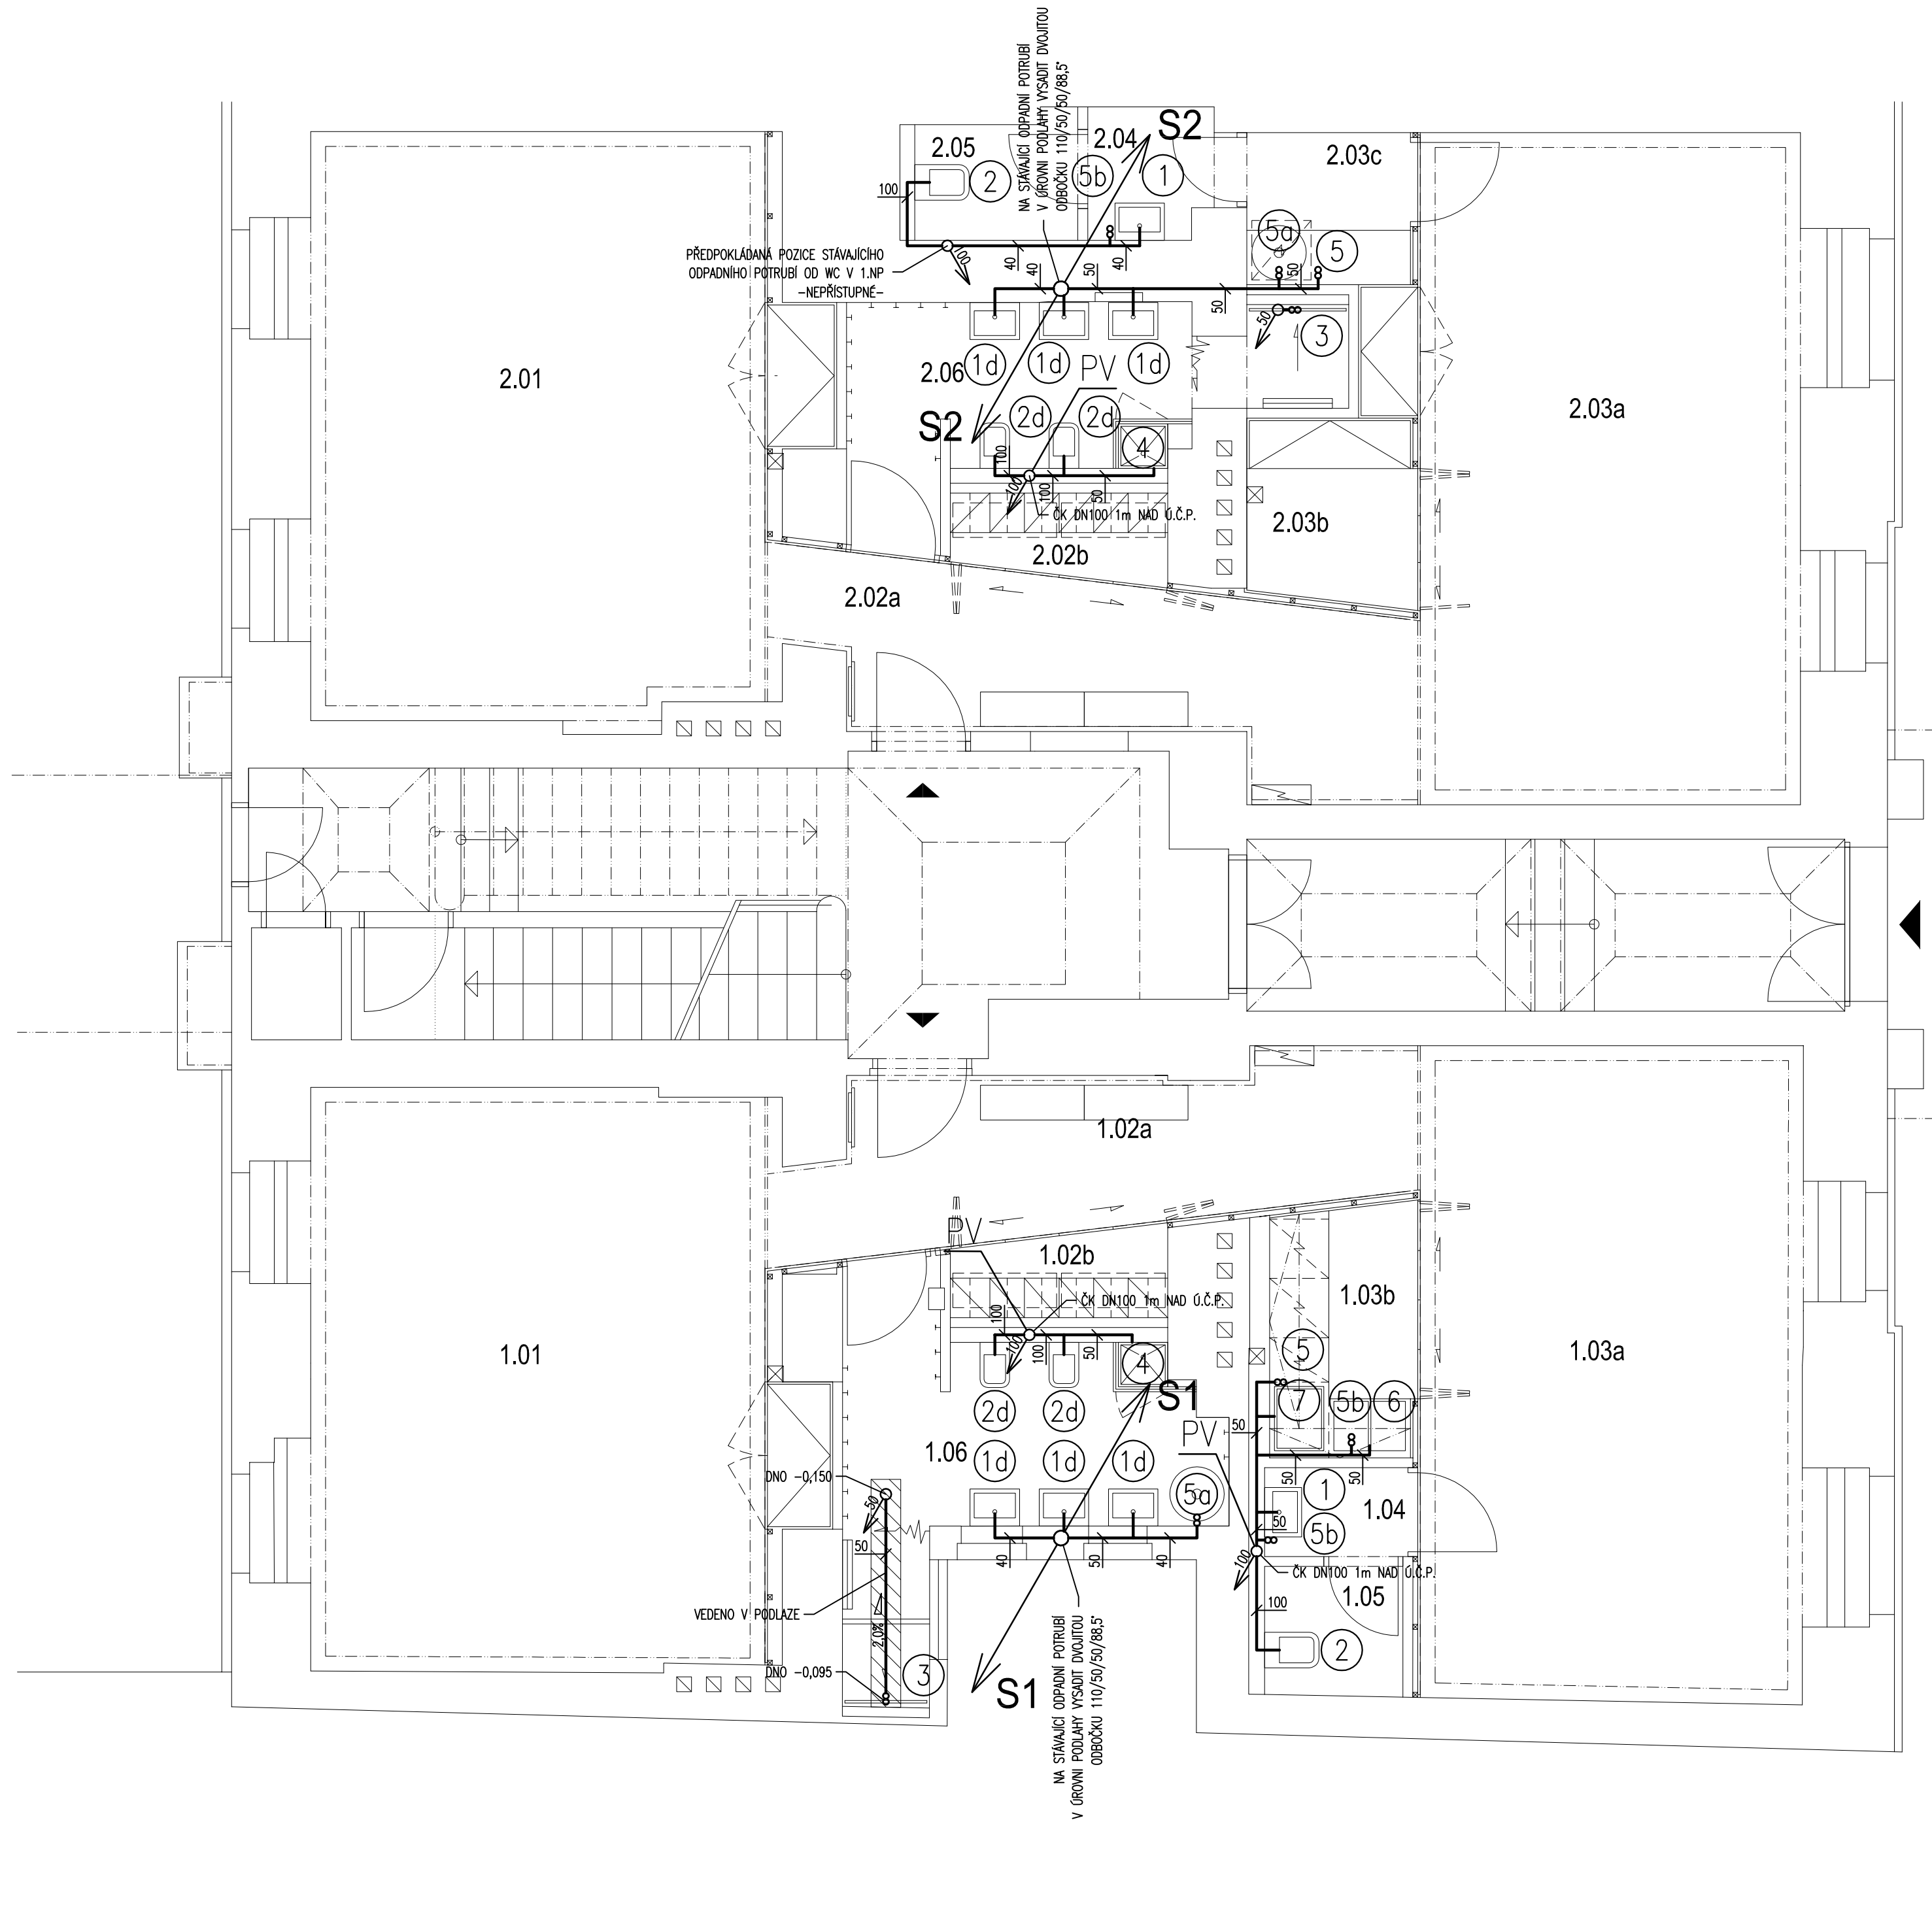 NA STÁVAJÍCÍ ODPADNÍ POTRUBÍ
V ÚROVNI PODLAHY VYSADIT DVOJITOU
ODBOČKU 110/50/50/88,5°
S2
2.05
2.04
2.03c
2
5b
1
100
5a
5
PŘEDPOKLÁDANÁ POZICE STÁVAJÍCÍHO
ODPADNÍHO POTRUBÍ OD WC V 1.NP
-NEPŘÍSTUPNÉ-
100
40
40
50
40
50
50
50
3
2.01
2.06
1d
1d
PV
1d
2.03a
S2
2d
2d
4
100
100
100
50
ČK DN100 1m NAD Ú.Č.P.
2.03b
2.02b
2.02a
1.02a
PV
1.02b
1.03b
ČK DN100 1m NAD Ú.Č.P.
100
100
100
50
1.01
4
5
1.03a
S1
7
5b
6
2d
2d
PV
50
1.06
1d
1d
1d
DNO -0,150
50
50
50
5a
1
1.04
50
5b
50
40
50
40
100
ČK DN100 1m NAD Ú.Č.P.
1.05
VEDENO V PODLAZE
100
2,0%
2
DNO -0,095
3
S1
NA STÁVAJÍCÍ ODPADNÍ POTRUBÍ
V ÚROVNI PODLAHY VYSADIT DVOJITOU
ODBOČKU 110/50/50/88,5°